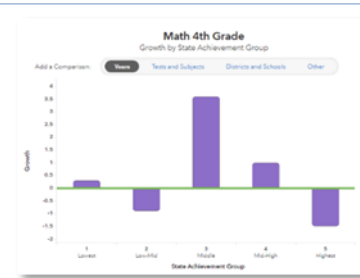 Math 4th Grade
Growth by State Achievement Group
Add a Comparison: Years Tests and Subjects Districts and Schools Other
4
3.5
3
2.5
2
1.5
1
0.5
0
-0.5
-1
-1.5
-2
Growth
1 2 3 4 5
Lowest Low-Mid Middle Mid-High Highest
State Achievement Group